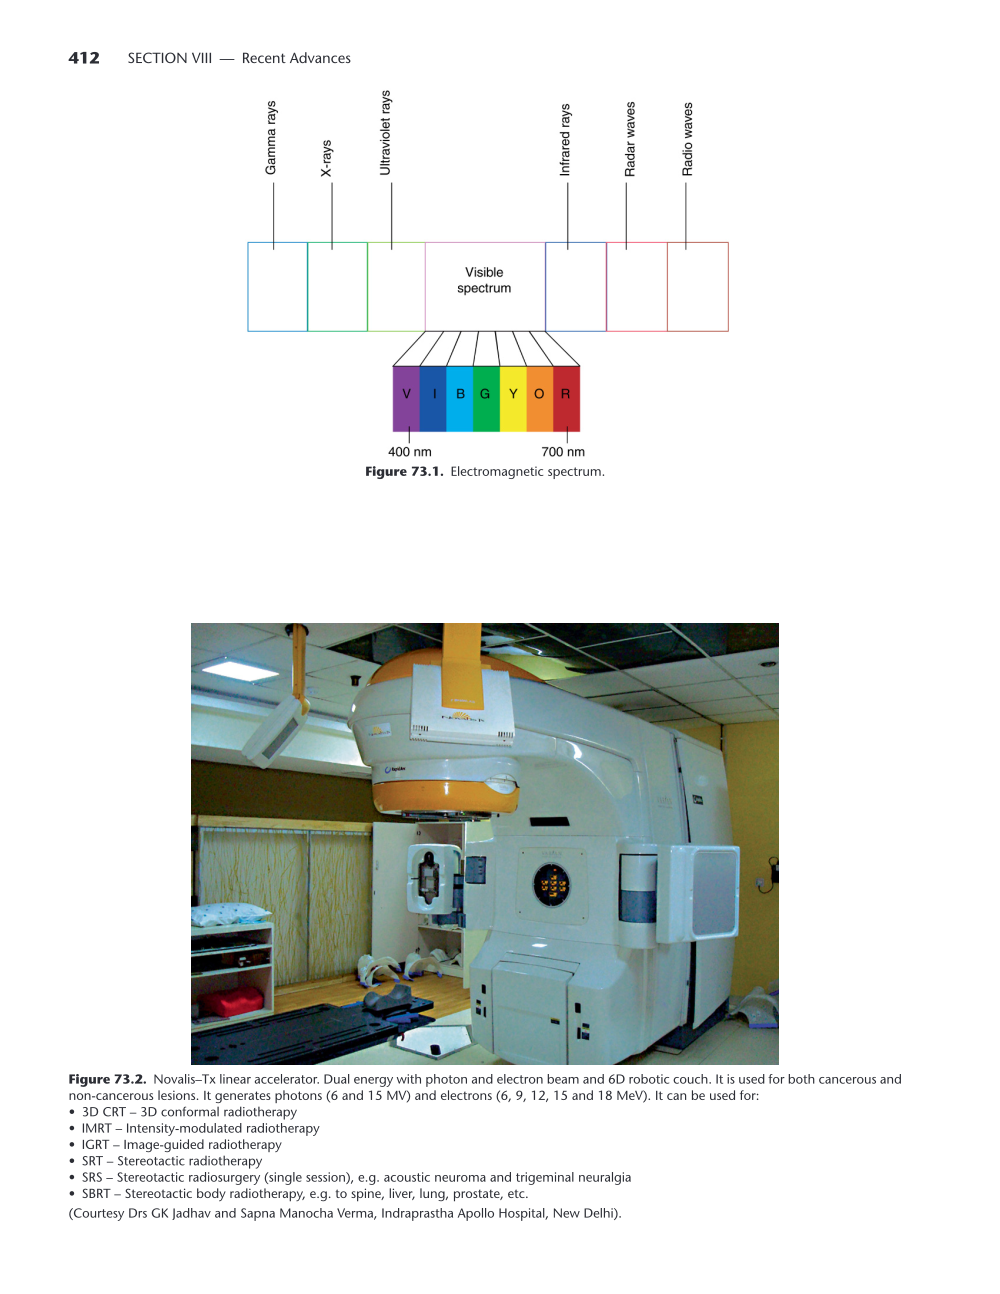 412 SECTION VIII — Recent Advances
Gamma rays
X-rays
Ultraviolet rays
Infrared rays
Radar waves
Radio waves
Visible
spectrum
V I B G Y O R
400 nm 700 nm
Figure 73.1. Electromagnetic spectrum.
Figure 73.2. Novalis–Tx linear accelerator. Dual energy with photon and electron beam and 6D robotic couch. It is used for both cancerous and
non-cancerous lesions. It generates photons (6 and 15 MV) and electrons (6, 9, 12, 15 and 18 MeV). It can be used for:
• 3D CRT – 3D conformal radiotherapy
• IMRT – Intensity-modulated radiotherapy
• IGRT – Image-guided radiotherapy
• SRT – Stereotactic radiotherapy
• SRS – Stereotactic radiosurgery (single session), e.g. acoustic neuroma and trigeminal neuralgia
• SBRT – Stereotactic body radiotherapy, e.g. to spine, liver, lung, prostate, etc.
(Courtesy Drs GK Jadhav and Sapna Manocha Verma, Indraprastha Apollo Hospital, New Delhi).